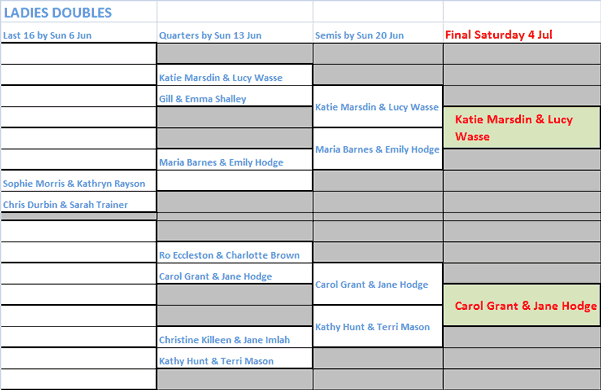 LADIES DOUBLES
Last 16 by Sun 6 Jun
Quarters by Sun 13 Jun
Semis by Sun 20 Jun
Final Saturday 4 Jul
Katie Marsdin & Lucy Wasse
Gill & Emma Shalley
Katie Marsdin & Lucy Wasse
Katie Marsdin & Lucy
Wasse
Maria Barnes & Emily Hodge
Maria Barnes & Emily Hodge
Sophie Morris & Kathryn Rayson
Chris Durbin & Sarah Trainer
Ro Eccleston & Charlotte Brown
Carol Grant & Jane Hodge
Carol Grant & Jane Hodge
Carol Grant & Jane Hodge
Kathy Hunt & Terri Mason
Christine Killeen & Jane Imlah
Kathy Hunt & Terri Mason